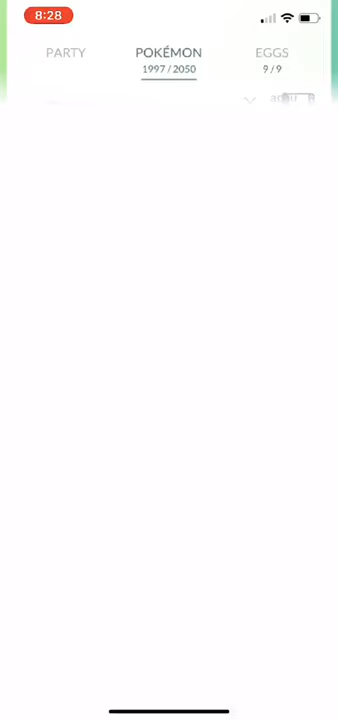 8:28
PARTY
POKÉMON
EGGS
1997 / 2050
9 / 9